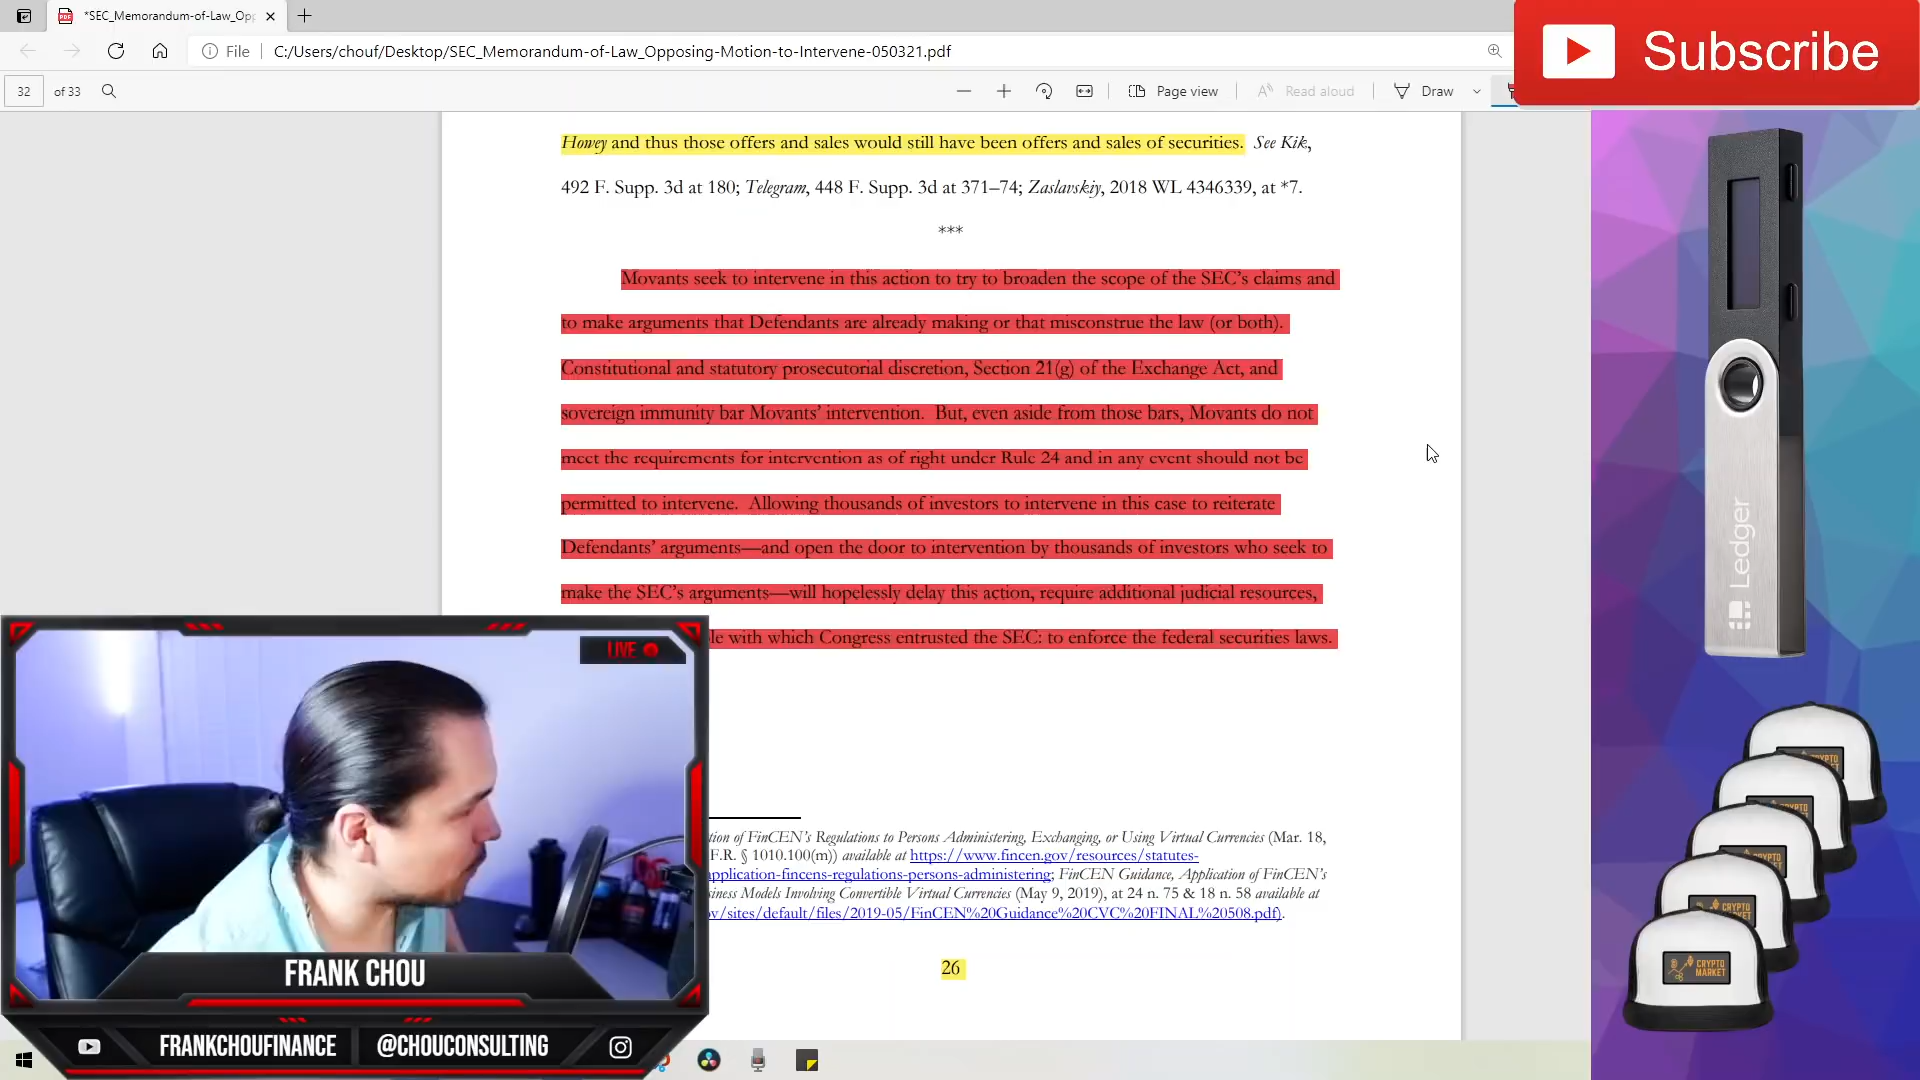 *SEC_Memorandum-of-Law_Opp
File
C:/Users/chouf/Desktop/SEC_Memorandum-of-Law_Opposing-Motion-to-Intervene-050321.pdf
Subscribe
32 of 33
Page view
Read aloud
Draw
Howey and thus those offers and sales would still have been offers and sales of securities. See Kik,
492 F. Supp. 3d at 180; Telegram, 448 F. Supp. 3d at 371–74; Zaslavskiy, 2018 WL 4346339, at *7.
***
Movants seek to intervene in this action to try to broaden the scope of the SEC’s claims and
to make arguments that Defendants are already making or that misconstrue the law (or both).
Constitutional and statutory prosecutorial discretion, Section 21(g) of the Exchange Act, and
sovereign immunity bar Movants’ intervention. But, even aside from those bars, Movants do not
meet the requirements for intervention as of right under Rule 24 and in any event should not be
permitted to intervene. Allowing thousands of investors to intervene in this case to reiterate
Defendants’ arguments—and open the door to intervention by thousands of investors who seek to
make the SEC’s arguments—will hopelessly delay this action, require additional judicial resources,
le with which Congress entrusted the SEC: to enforce the federal securities laws.
tion of FinCEN’s Regulations to Persons Administering, Exchanging, or Using Virtual Currencies (Mar. 18,
F.R. § 1010.100(m)) available at https://www.fincen.gov/resources/statutes-
application-fincens-regulations-persons-administering; FinCEN Guidance, Application of FinCEN’s
siness Models Involving Convertible Virtual Currencies (May 9, 2019), at 24 n. 75 & 18 n. 58 available at
ov/sites/default/files/2019-05/FinCEN%20Guidance%20CVC%20FINAL%20508.pdf).
26
LIVE
FRANK CHOU
FRANKCHOUFINANCE
@CHOUCONSULTING
Ledger
CRYPTO
MARKET